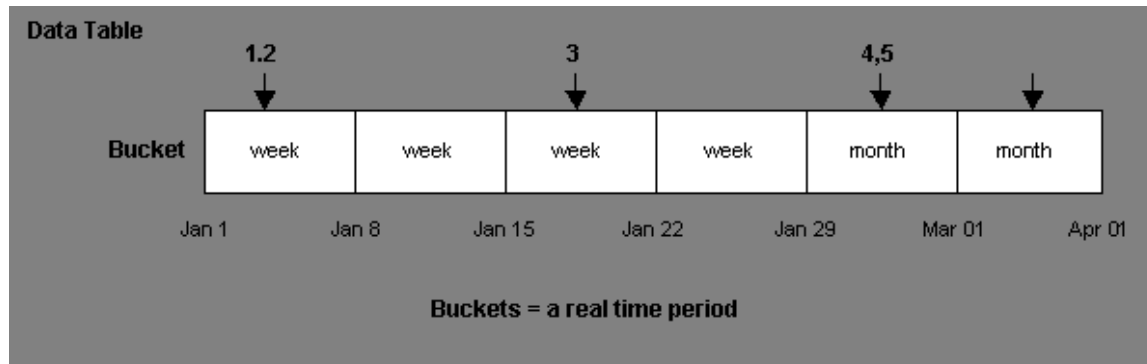 Data Table
1.2 3 4,5
Bucket week week week week month month
Jan 1 Jan 8 Jan 15 Jan 22 Jan 29 Mar 01 Apr 01
Buckets = a real time period